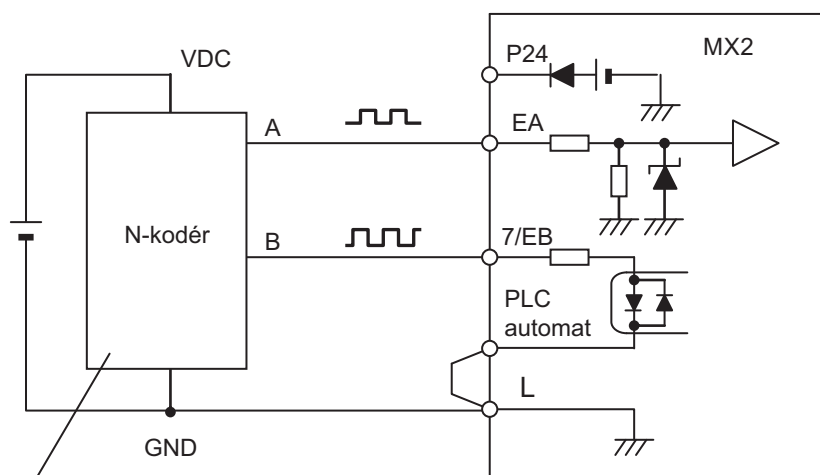 VDC
P24
MX2
A
EA
N-kodér
B
7/EB
PLC
automat
L
GND